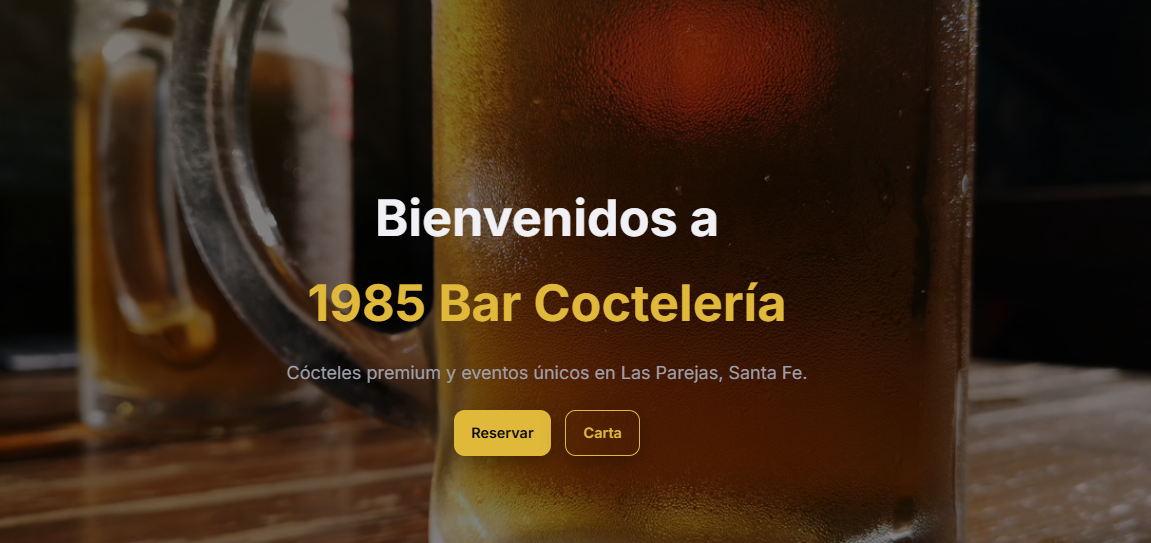 Bienvenidos a
1985 Bar Coctelería
Cócteles premium y eventos únicos en Las Parejas, Santa Fe.
Reservar Carta